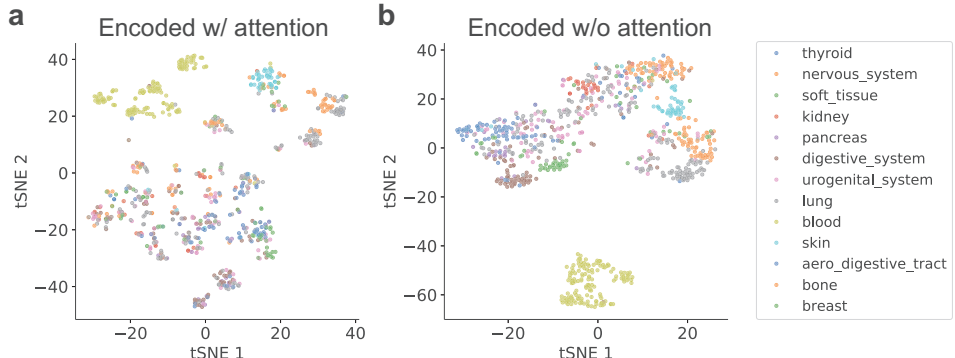 a
Encoded w/ attention
40
20
0
−20
−40
tSNE 2
−20
0
20
40
tSNE 1
b
Encoded w/o attention
40
20
0
−20
−40
−60
tSNE 2
−20
0
20
tSNE 1
thyroid
nervous_system
soft_tissue
kidney
pancreas
digestive_system
urogenital_system
lung
blood
skin
aero_digestive_tract
bone
breast